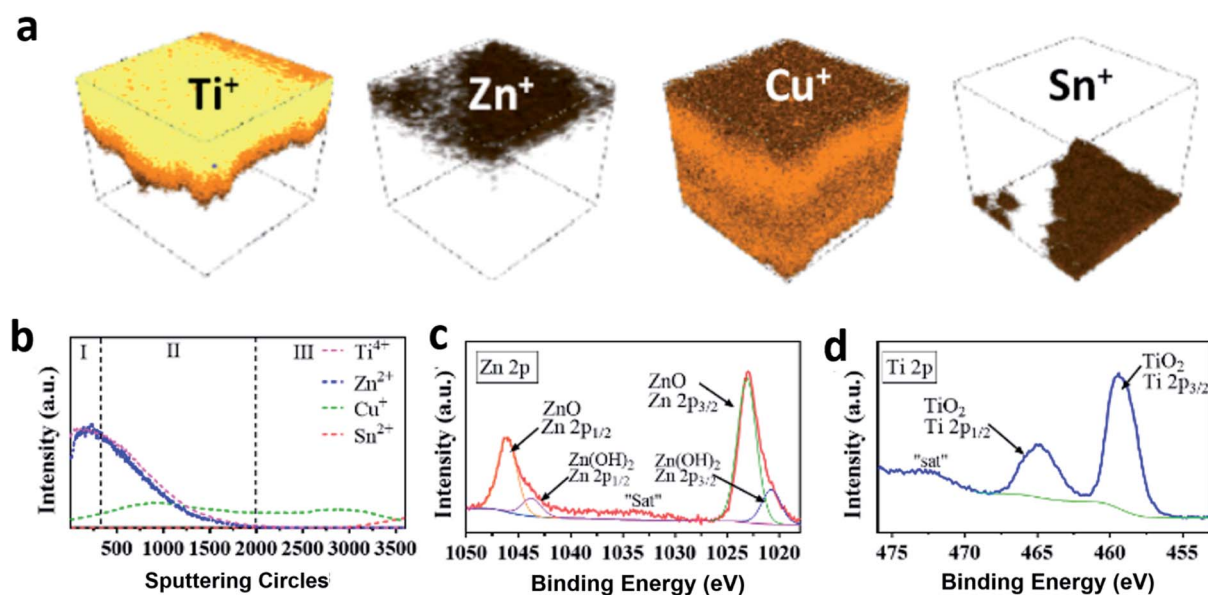 a
Ti+
Zn+
Cu+
Sn+
b
I
II
III
Ti4+
Zn2+
Cu+
Sn2+
Intensity (a.u.)
500 1000 1500 2000 2500 3000 3500
Sputtering Circles
c
Zn 2p
ZnO
Zn 2p1/2
Zn(OH)2
Zn 2p1/2
"Sat"
ZnO
Zn 2p3/2
Zn(OH)2
Zn 2p3/2
Intensity (a.u.)
1050 1045 1040 1035 1030 1025 1020
Binding Energy (eV)
d
Ti 2p
TiO2
Ti 2p3/2
TiO2
Ti 2p1/2
"sat"
Intensity (a.u.)
475 470 465 460 455
Binding Energy (eV)